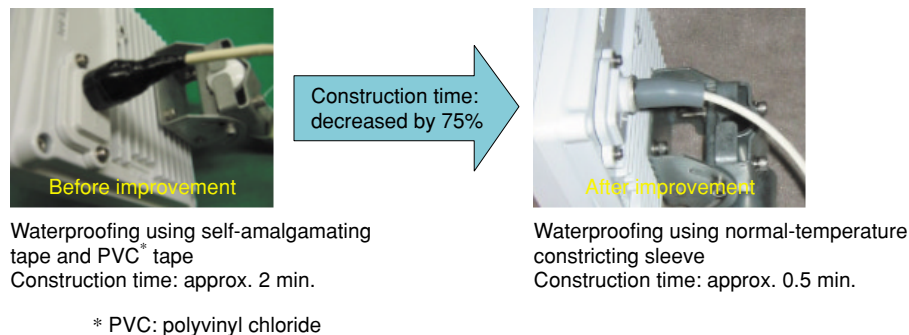 Before improvement
Construction time:
decreased by 75%
After improvement
Waterproofing using self-amalgamating
tape and PVC* tape
Construction time: approx. 2 min.
* PVC: polyvinyl chloride
Waterproofing using normal-temperature
constricting sleeve
Construction time: approx. 0.5 min.